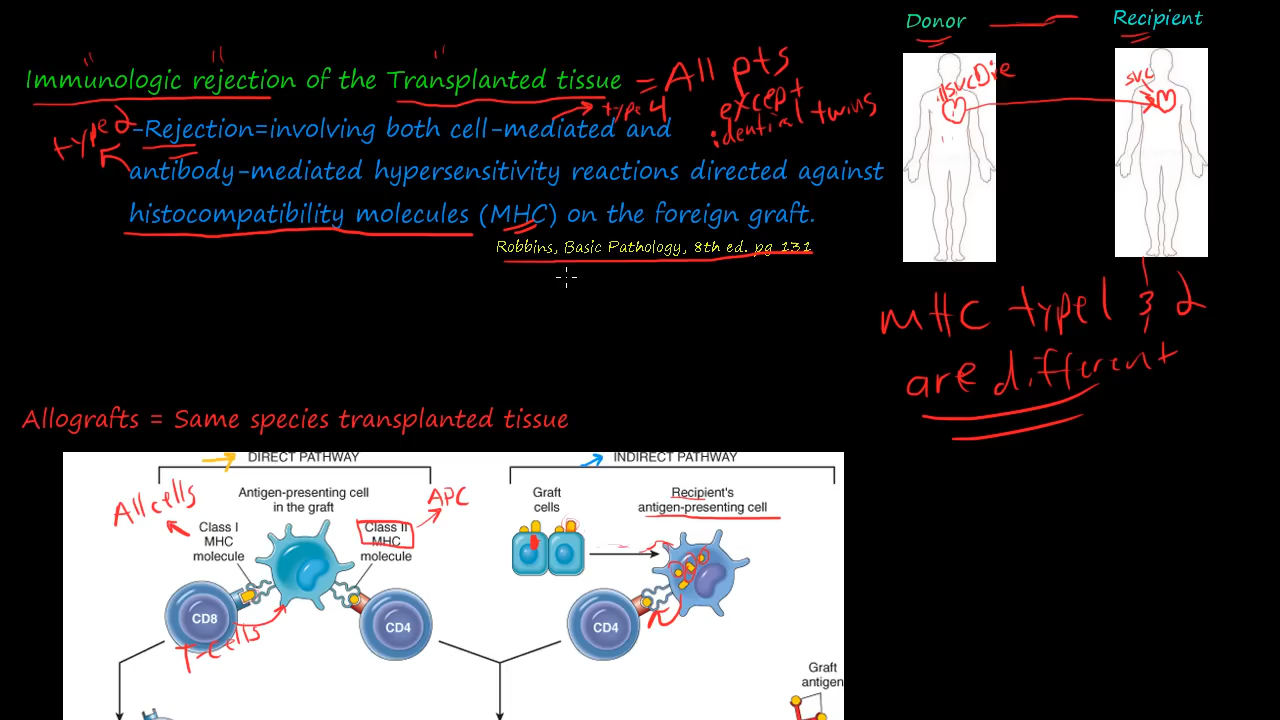 Donor
Recipient
Immunologic rejection of the Transplanted tissue
= All pts
except
identical twins
type 4
type 2
-Rejection=involving both cell-mediated and
antibody-mediated hypersensitivity reactions directed against
histocompatibility molecules (MHC) on the foreign graft.
Robbins, Basic Pathology, 8th ed. pg 131
SVC Die
SVC
MHC type 1 & 2
are different
Allografts = Same species transplanted tissue
DIRECT PATHWAY
INDIRECT PATHWAY
All cells
Antigen-presenting cell
in the graft
APC
Class I
MHC
molecule
Class II
MHC
molecule
Graft
cells
Recipient's
antigen-presenting cell
CD8
CD4
CD4
T-cells
Graft
antigen